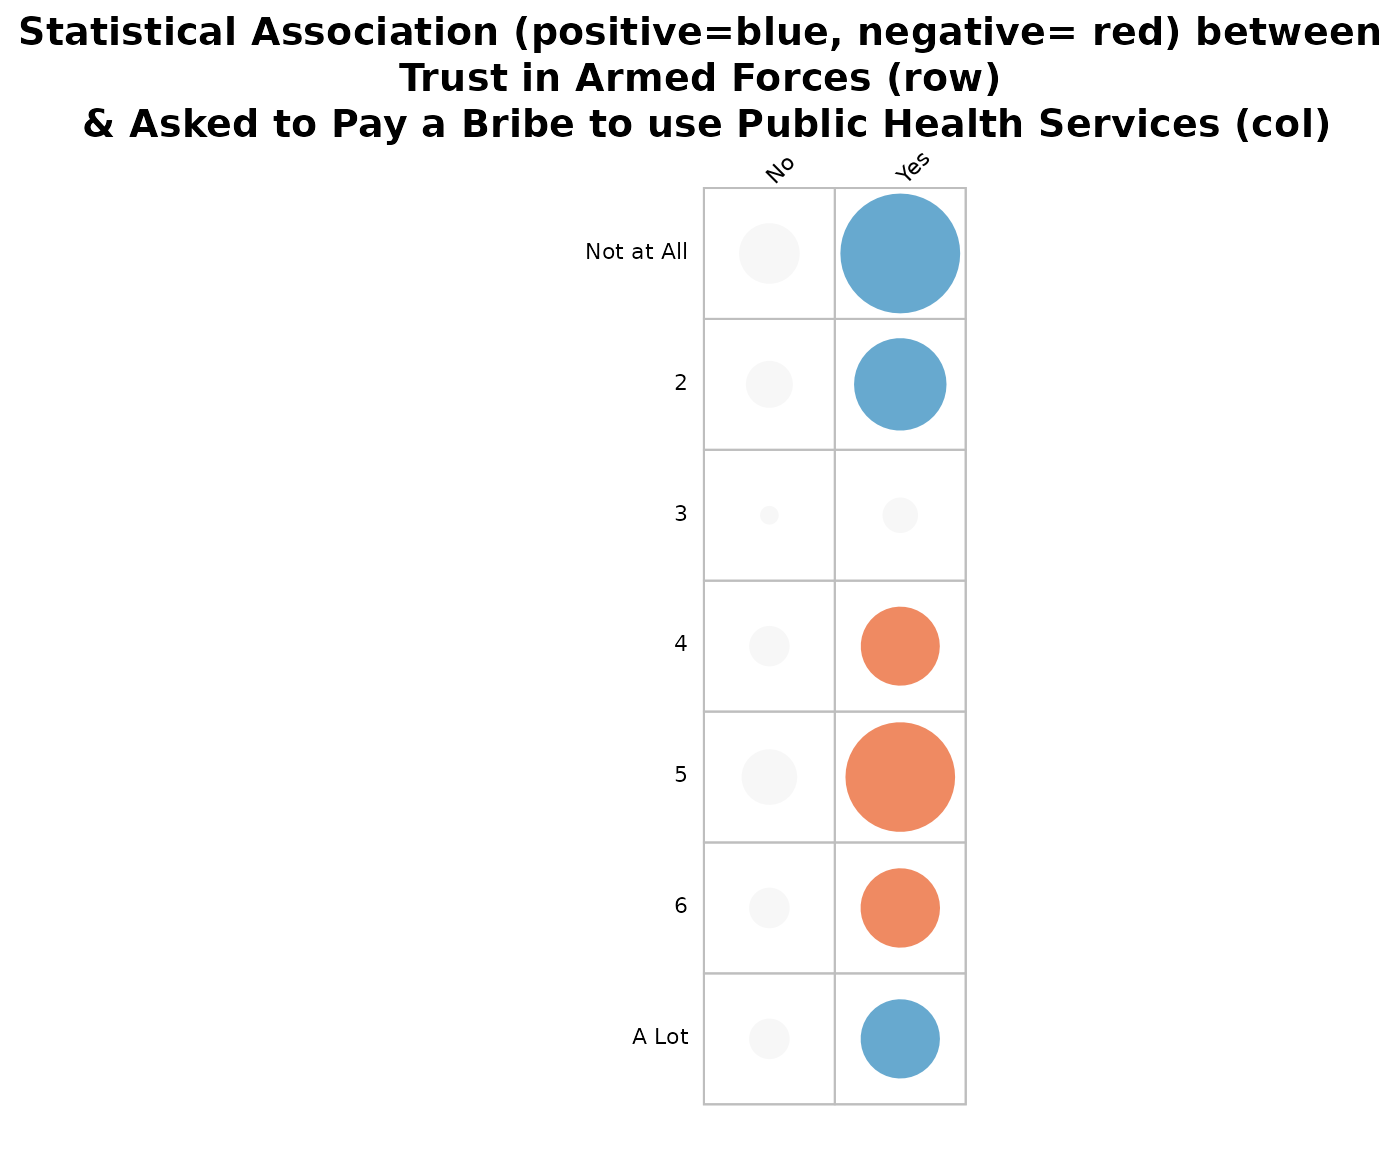 Statistical Association (positive=blue, negative= red) between
Trust in Armed Forces (row)
& Asked to Pay a Bribe to use Public Health Services (col)
No Yes
Not at All
2
3
4
5
6
A Lot